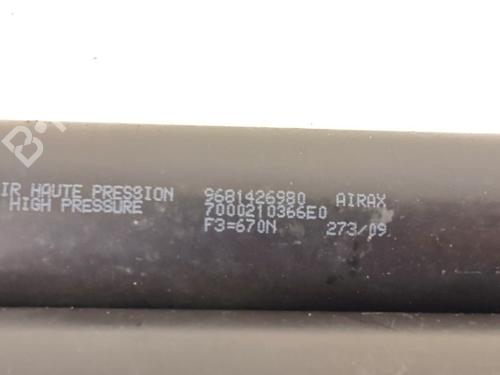 IR HAUTE PRESSION 9681426980 AIRAX
HIGH PRESSURE 7000210366E0
F3=670N 273/09